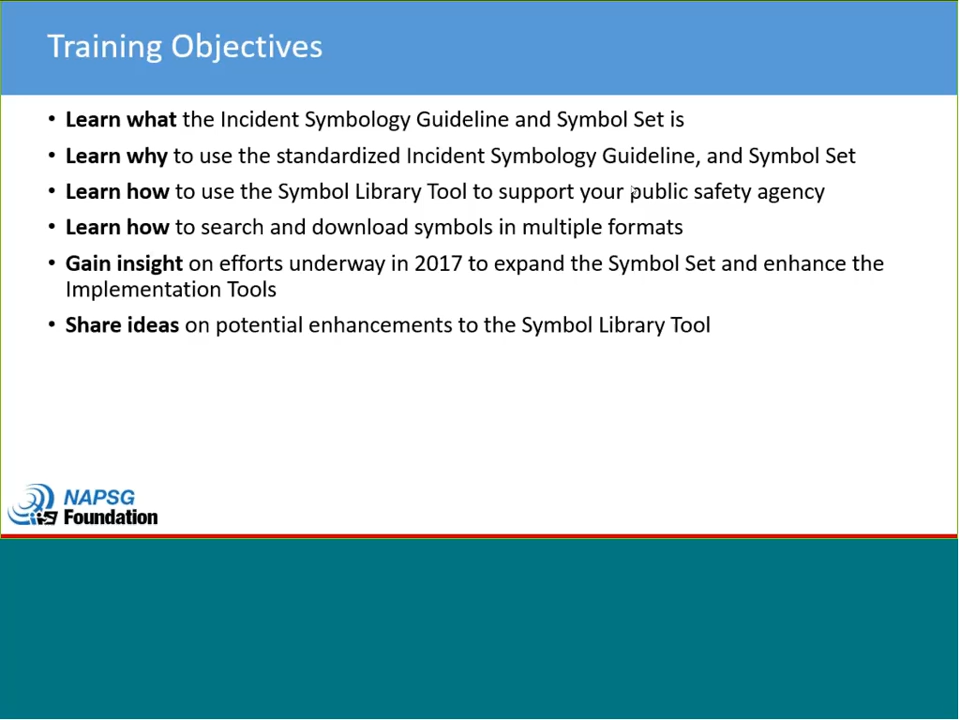 Training Objectives
• Learn what the Incident Symbology Guideline and Symbol Set is
• Learn why to use the standardized Incident Symbology Guideline, and Symbol Set
• Learn how to use the Symbol Library Tool to support your public safety agency
• Learn how to search and download symbols in multiple formats
• Gain insight on efforts underway in 2017 to expand the Symbol Set and enhance the
Implementation Tools
• Share ideas on potential enhancements to the Symbol Library Tool
NAPSG
Foundation